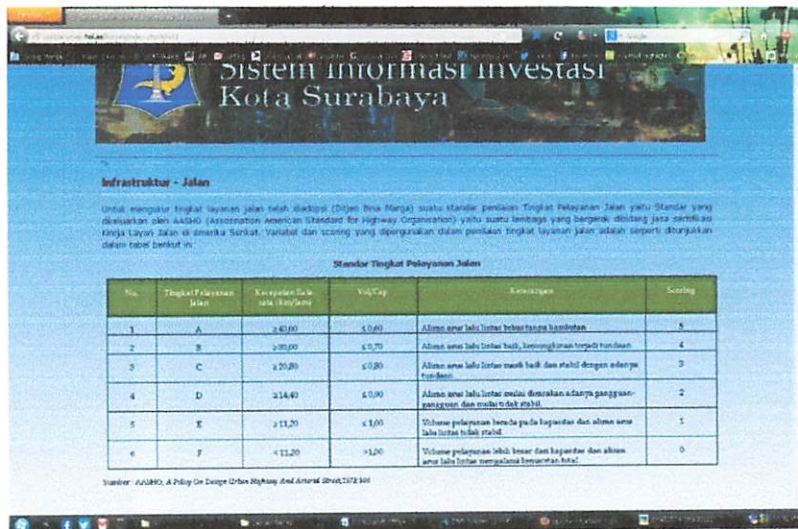 Sistem Informasi Investasi
Kota Surabaya
Infrastruktur - Jalan
Untuk mengukur tingkat layanan jalan telah diadopsi (Ditjen Bina Marga) suatu standar penilaian Tingkat Pelayanan Jalan yaitu Standar yang
dikeluarkan oleh AASHO (Assosnation American Standard for Highway Organisation) yaitu suatu lembaga yang bergerak dibidang jasa sertifikasi
Kinerja Layan Jalan di Amerika Serikat. Variabel dan scoring yang dipergunakan dalam penilaian tingkat layanan jalan adalah seperti ditunjukkan
dalam tabel berikut ini:
Standar Tingkat Pelayanan Jalan
No. Tingkat Pelayanan Jalan Kecepatan Rata-rata (Km/Jam) Vol/Cap Keterangan Scoring
1 A ≥40,00 ≤0,60 Aliran arus lalu lintas bebas tanpa hambatan 5
2 B ≥30,00 ≤0,70 Aliran arus lalu lintas baik, kemungkinan terjadi tundaan 4
3 C ≥20,80 ≤0,80 Aliran arus lalu lintas masih baik dan stabil dengan adanya
tundaan 3
4 D ≥14,40 ≤0,90 Aliran arus lalu lintas mulai dirasakan adanya gangguan-
gangguan dan mulai tidak stabil. 2
5 E ≥11,20 ≤1,00 Volume pelayanan berada pada kapasitas dan aliran arus
lalu lintas tidak stabil. 1
6 F <11,20 >1,00 Volume pelayanan lebih besar dari kapasitas dan aliran
arus lalu lintas mengalami kemacetan total. 0
Sumber : AASHO, A Policy On Design Urban Highway And Arterial Street, 1973